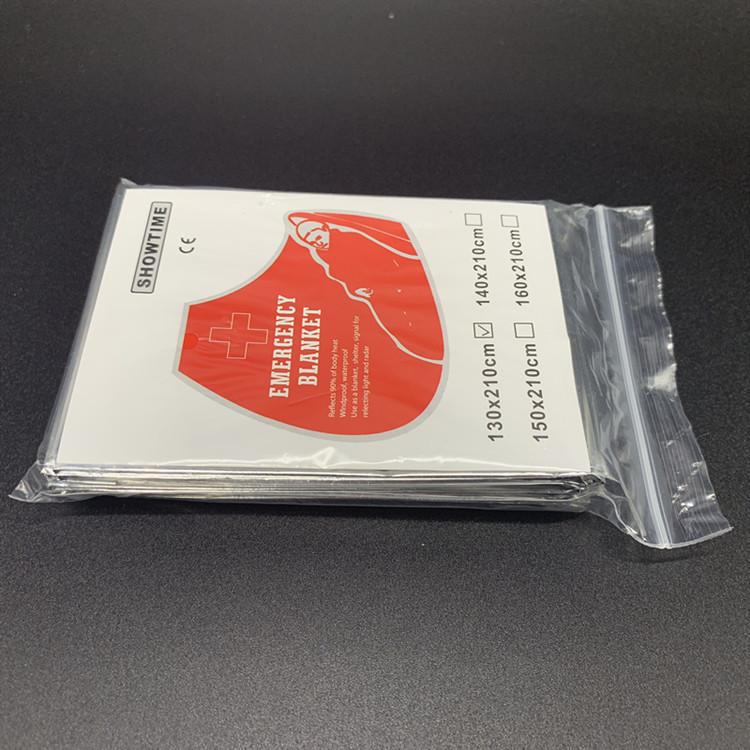 SHOWTIME
CE
EMERGENCY
BLANKET
Reflects 90% of body heat
Windproof, waterproof
Use as a blanket, shelter, signal for
relecting light and radar
130x210cm
140x210cm
150x210cm
160x210cm